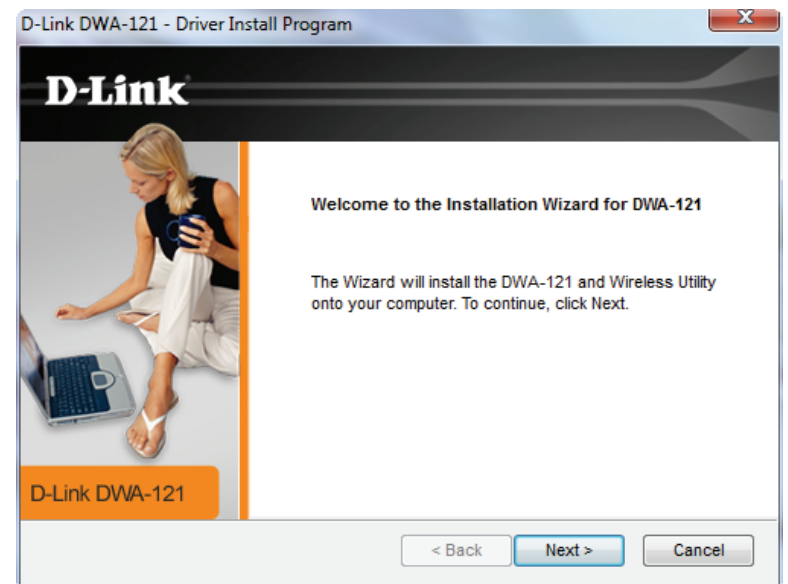 D-Link DWA-121 - Driver Install Program
X
D-Link
Welcome to the Installation Wizard for DWA-121
The Wizard will install the DWA-121 and Wireless Utility
onto your computer. To continue, click Next.
D-Link DWA-121
< Back Next > Cancel